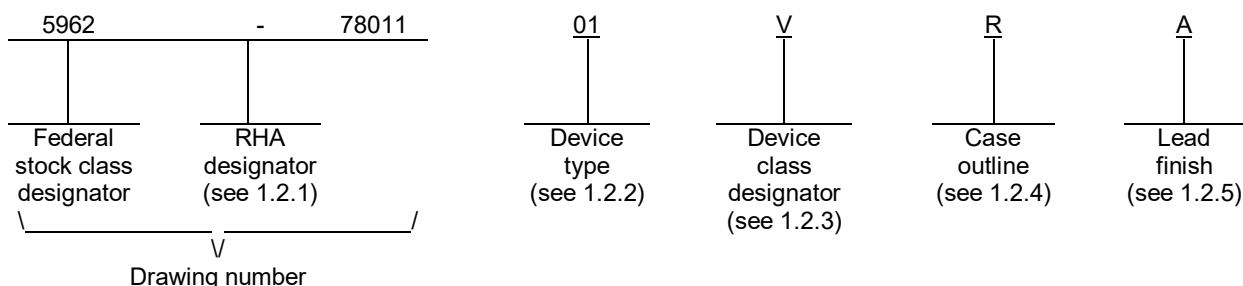 5962 - 78011 01 V R A
Federal stock class designator
RHA designator (see 1.2.1)
Device type (see 1.2.2)
Device class designator (see 1.2.3)
Case outline (see 1.2.4)
Lead finish (see 1.2.5)
\ /
\/
Drawing number